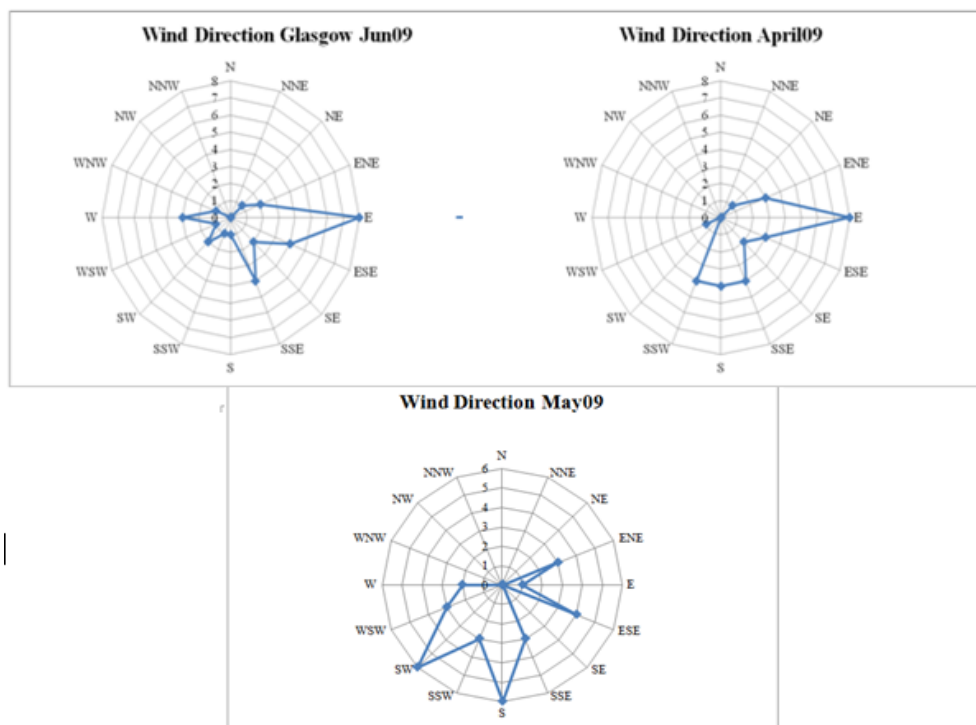 Wind Direction Glasgow Jun09
N
NNE
NE
ENE
E
ESE
SE
SSE
S
SSW
SW
WSW
W
WNW
NW
NNW
8
7
6
5
4
3
2
1
0
Wind Direction April09
N
NNE
NE
ENE
E
ESE
SE
SSE
S
SSW
SW
WSW
W
WNW
NW
NNW
8
7
6
5
4
3
2
1
0
Wind Direction May09
N
NNE
NE
ENE
E
ESE
SE
SSE
S
SSW
SW
WSW
W
WNW
NW
NNW
6
5
4
3
2
1
0